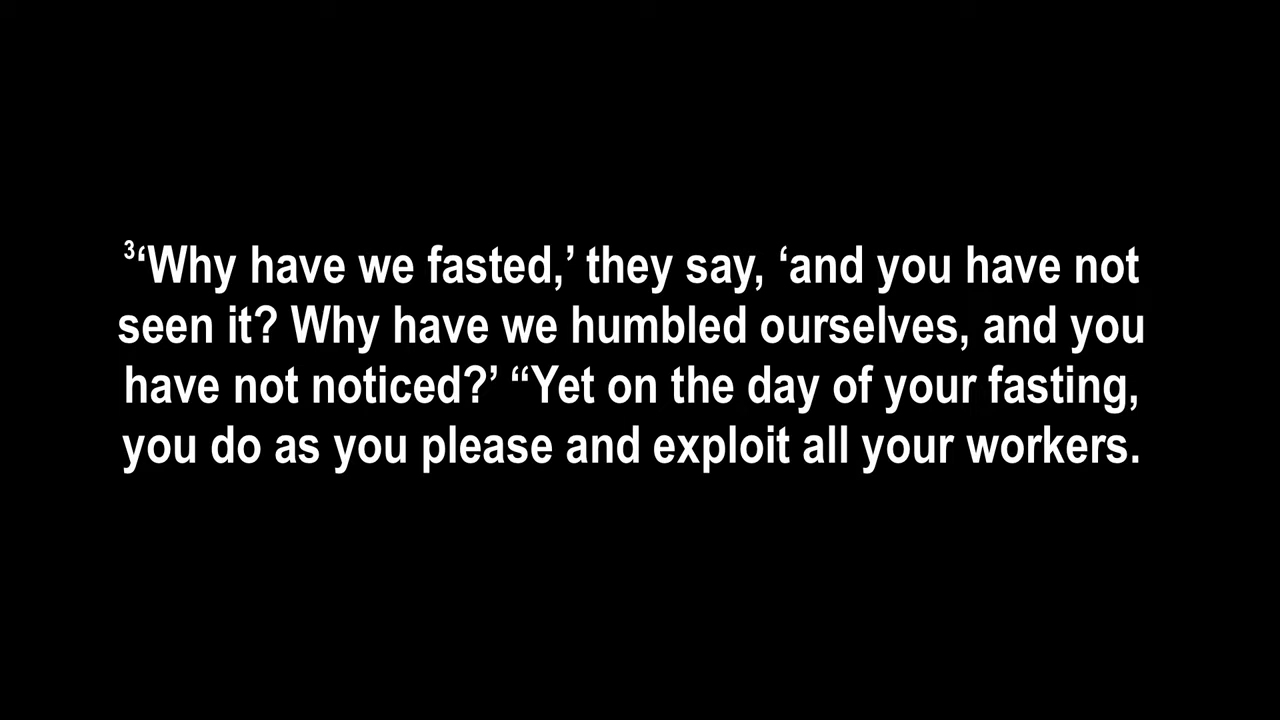 ³‘Why have we fasted,’ they say, ‘and you have not
seen it? Why have we humbled ourselves, and you
have not noticed?’ “Yet on the day of your fasting,
you do as you please and exploit all your workers.